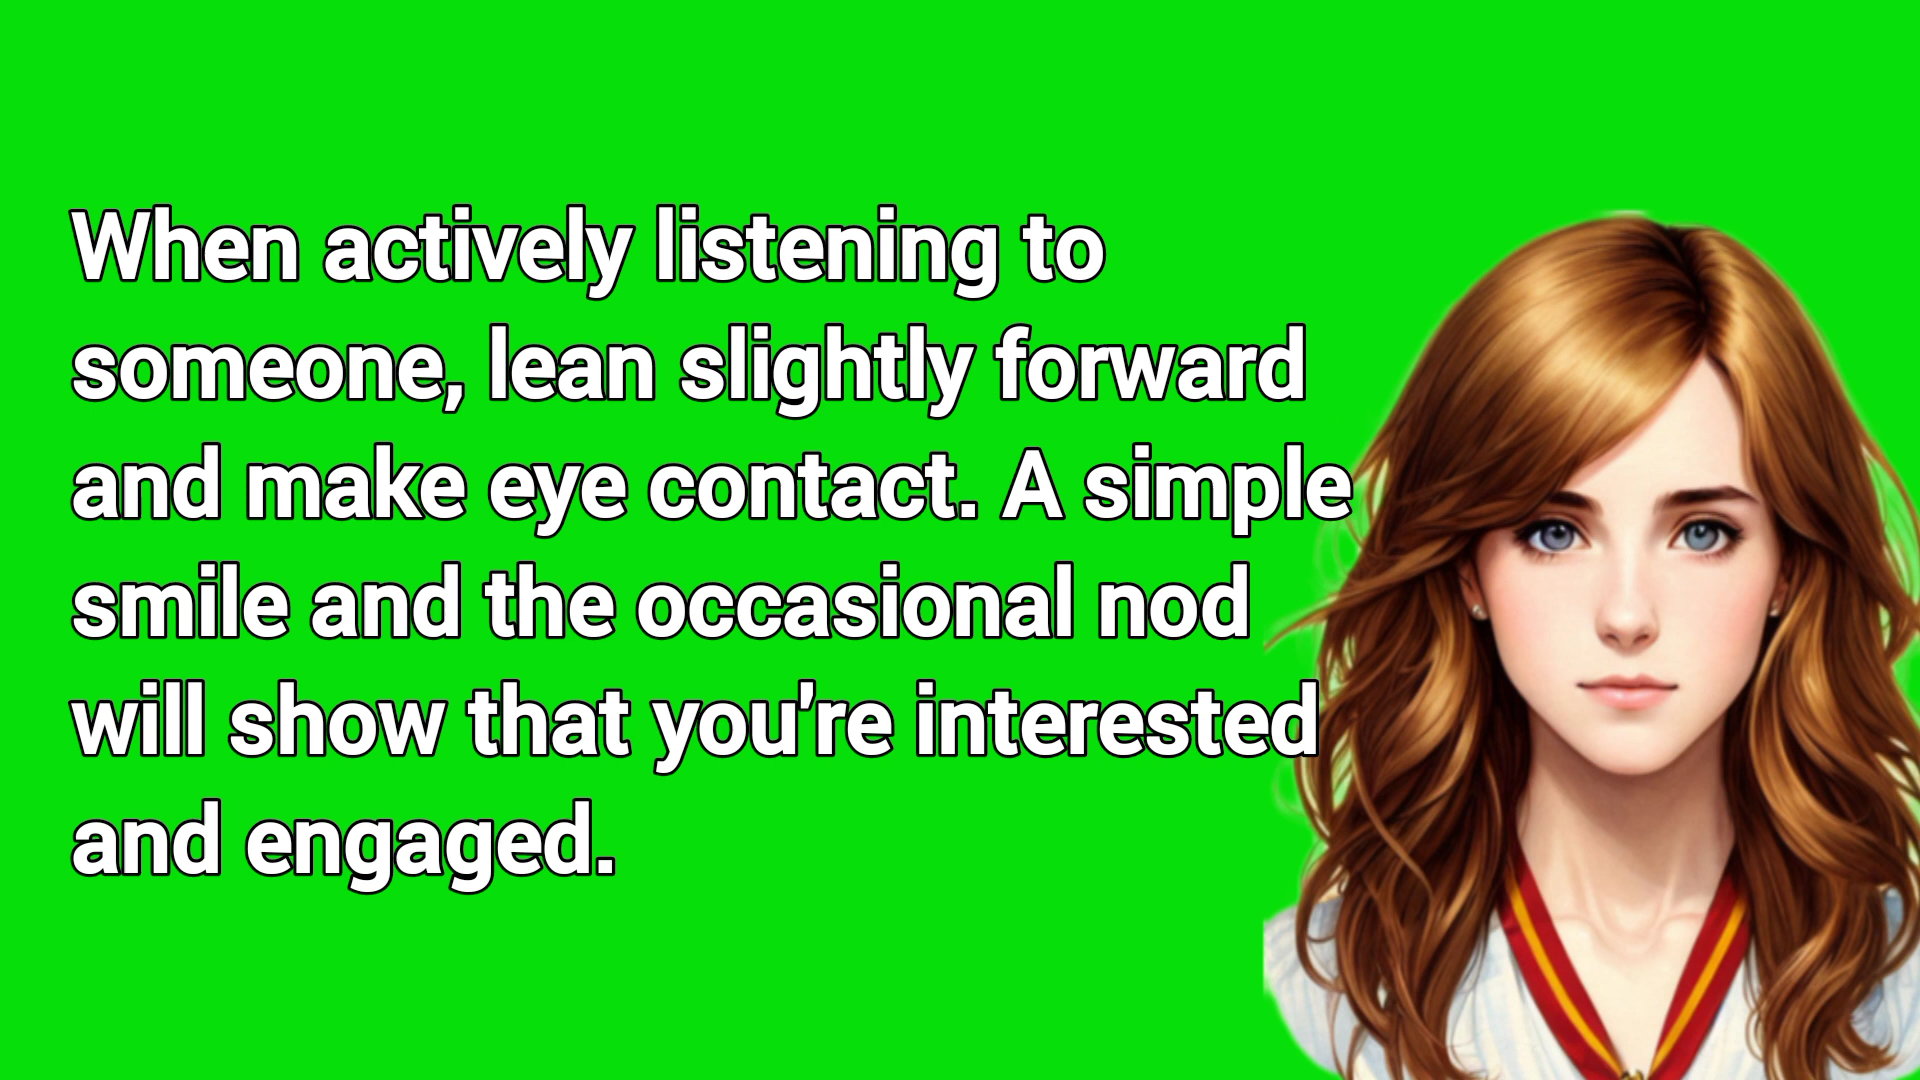 When actively listening to
someone, lean slightly forward
and make eye contact. A simple
smile and the occasional nod
will show that you're interested
and engaged.